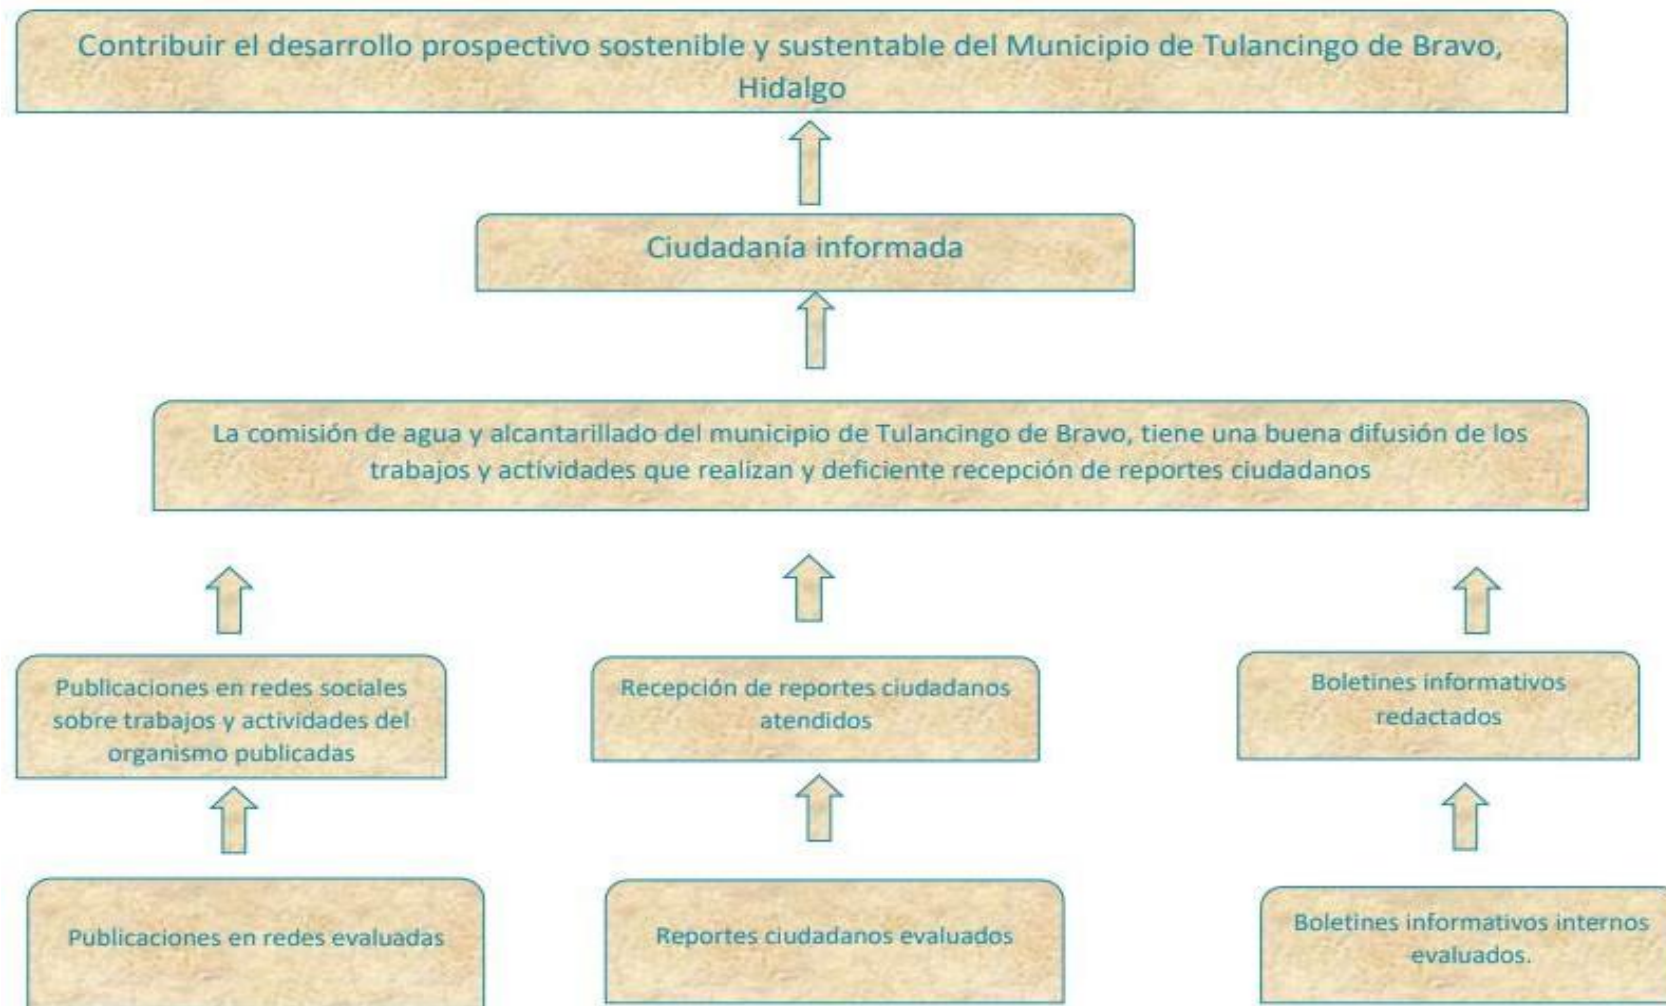 Contribuir el desarrollo prospectivo sostenible y sustentable del Municipio de Tulancingo de Bravo,
Hidalgo
Ciudadanía informada
La comisión de agua y alcantarillado del municipio de Tulancingo de Bravo, tiene una buena difusión de los
trabajos y actividades que realizan y deficiente recepción de reportes ciudadanos
Publicaciones en redes sociales
sobre trabajos y actividades del
organismo publicadas
Recepción de reportes ciudadanos
atendidos
Boletines informativos
redactados
Publicaciones en redes evaluadas
Reportes ciudadanos evaluados
Boletines informativos internos
evaluados.